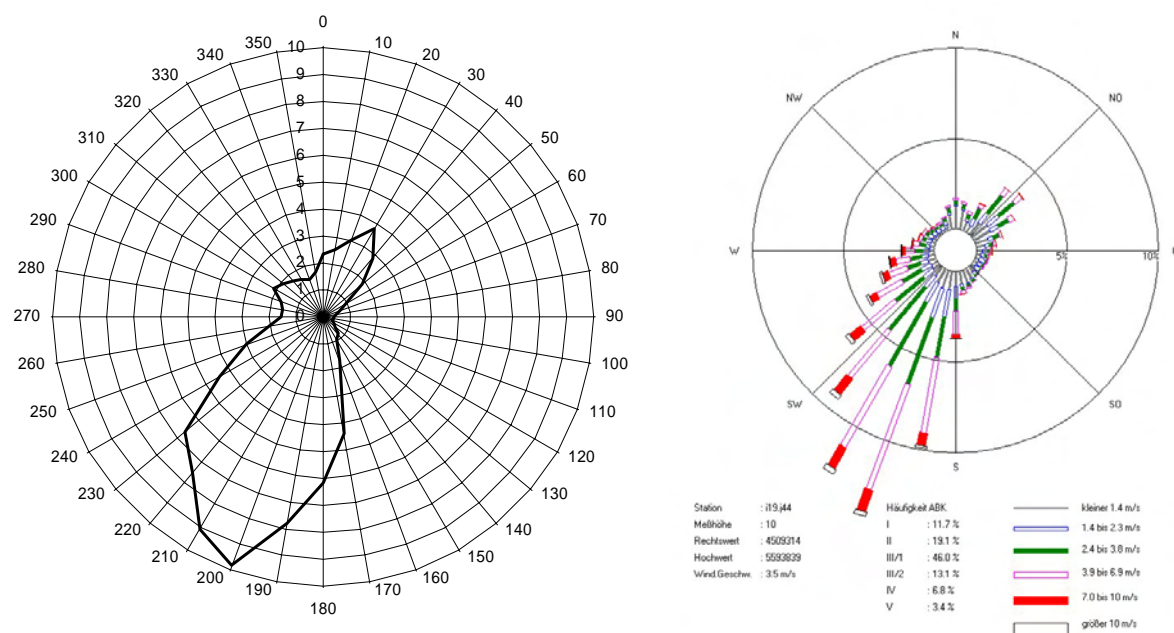 0
10
20
30
40
50
60
70
80
90
100
110
120
130
140
150
160
170
180
190
200
210
220
230
240
250
260
270
280
290
300
310
320
330
340
350
10
9
8
7
6
5
4
3
2
1
0
N
NO
5%
10%
SO
S
SW
W
NW
Station : i19.j44
Meßhöhe : 10
Rechtswert : 4509314
Hochwert : 5593839
Wind.Geschw. : 3.5 m/s
Häufigkeit ABK
I : 11.7 %
II : 19.1 %
III/1 : 46.0 %
III/2 : 13.1 %
IV : 6.8 %
V : 3.4 %
kleiner 1.4 m/s
1.4 bis 2.3 m/s
2.4 bis 3.8 m/s
3.9 bis 6.9 m/s
7.0 bis 10 m/s
größer 10 m/s